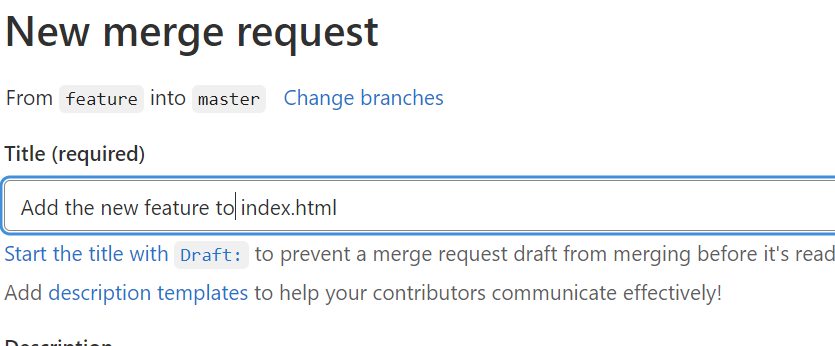 New merge request
From feature into master Change branches
Title (required)
Add the new feature to index.html
Start the title with Draft: to prevent a merge request draft from merging before it's read
Add description templates to help your contributors communicate effectively!
Description